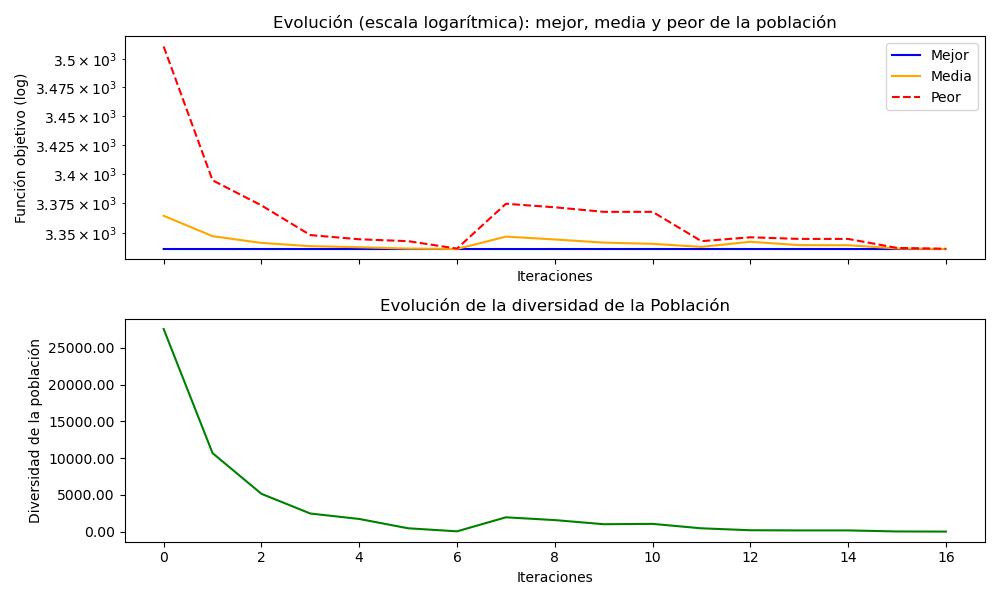 Evolución (escala logarítmica): mejor, media y peor de la población
Función objetivo (log)
3.5 × 10³
3.475 × 10³
3.45 × 10³
3.425 × 10³
3.4 × 10³
3.375 × 10³
3.35 × 10³
Mejor
Media
Peor
Iteraciones
Evolución de la diversidad de la Población
Diversidad de la población
25000.00
20000.00
15000.00
10000.00
5000.00
0.00
0 2 4 6 8 10 12 14 16
Iteraciones